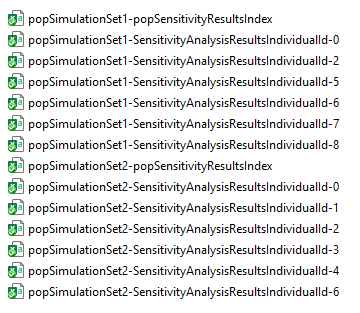 popSimulationSet1-popSensitivityResultsIndex
popSimulationSet1-SensitivityAnalysisResultsIndividualId-0
popSimulationSet1-SensitivityAnalysisResultsIndividualId-2
popSimulationSet1-SensitivityAnalysisResultsIndividualId-5
popSimulationSet1-SensitivityAnalysisResultsIndividualId-6
popSimulationSet1-SensitivityAnalysisResultsIndividualId-7
popSimulationSet1-SensitivityAnalysisResultsIndividualId-8
popSimulationSet2-popSensitivityResultsIndex
popSimulationSet2-SensitivityAnalysisResultsIndividualId-0
popSimulationSet2-SensitivityAnalysisResultsIndividualId-1
popSimulationSet2-SensitivityAnalysisResultsIndividualId-2
popSimulationSet2-SensitivityAnalysisResultsIndividualId-3
popSimulationSet2-SensitivityAnalysisResultsIndividualId-4
popSimulationSet2-SensitivityAnalysisResultsIndividualId-6